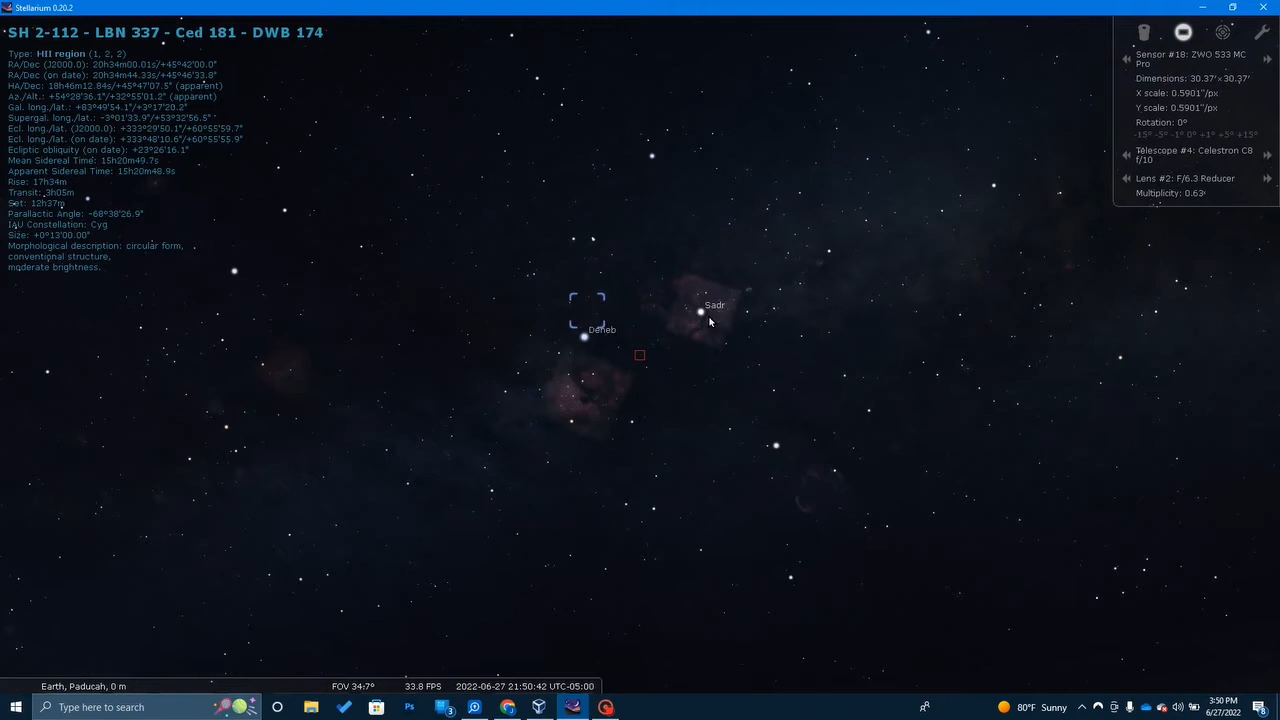 Stellarium 0.20.2
SH 2-112 - LBN 337 - Ced 181 - DWB 174
Type: HII region (1, 2, 2)
RA/Dec (J2000.0): 20h34m00.01s/+45°42'00.0"
RA/Dec (on date): 20h34m44.33s/+45°46'33.8"
HA/Dec: 18h46m12.84s/+45°47'07.5" (apparent)
Az./Alt.: +54°28'36.1"/+32°55'01.2" (apparent)
Gal. long./lat.: +83°49'54.1"/+3°17'20.2"
Supergal. long./lat.: -3°01'33.9"/+53°32'56.5"
Ecl. long./lat. (J2000.0): +333°29'50.1"/+60°55'59.7"
Ecl. long./lat. (on date): +333°48'10.6"/+60°55'55.9"
Ecliptic obliquity (on date): +23°26'16.1"
Mean Sidereal Time: 15h20m49.7s
Apparent Sidereal Time: 15h20m48.9s
Rise: 17h34m
Transit: 3h05m
Set: 12h37m
Parallactic Angle: -68°38'26.9"
IAU Constellation: Cyg
Size: +0°13'00.00"
Morphological description: circular form,
conventional structure,
moderate brightness.
Sensor #18: ZWO 533 MC
Pro
Dimensions: 30.37'×30.37'
X scale: 0.5901"/px
Y scale: 0.5901"/px
Rotation: 0°
-15° -5° -1° 0° +1° +5° +15°
Telescope #4: Celestron C8
f/10
Lens #2: F/6.3 Reducer
Multiplicity: 0.63
Sadr
Deneb
Earth, Paducah, 0 m
FOV 34.7°
33.8 FPS
2022-06-27 21:50:42 UTC-05:00
Type here to search
Ps
3
80°F Sunny
3:50 PM
6/27/2022
8